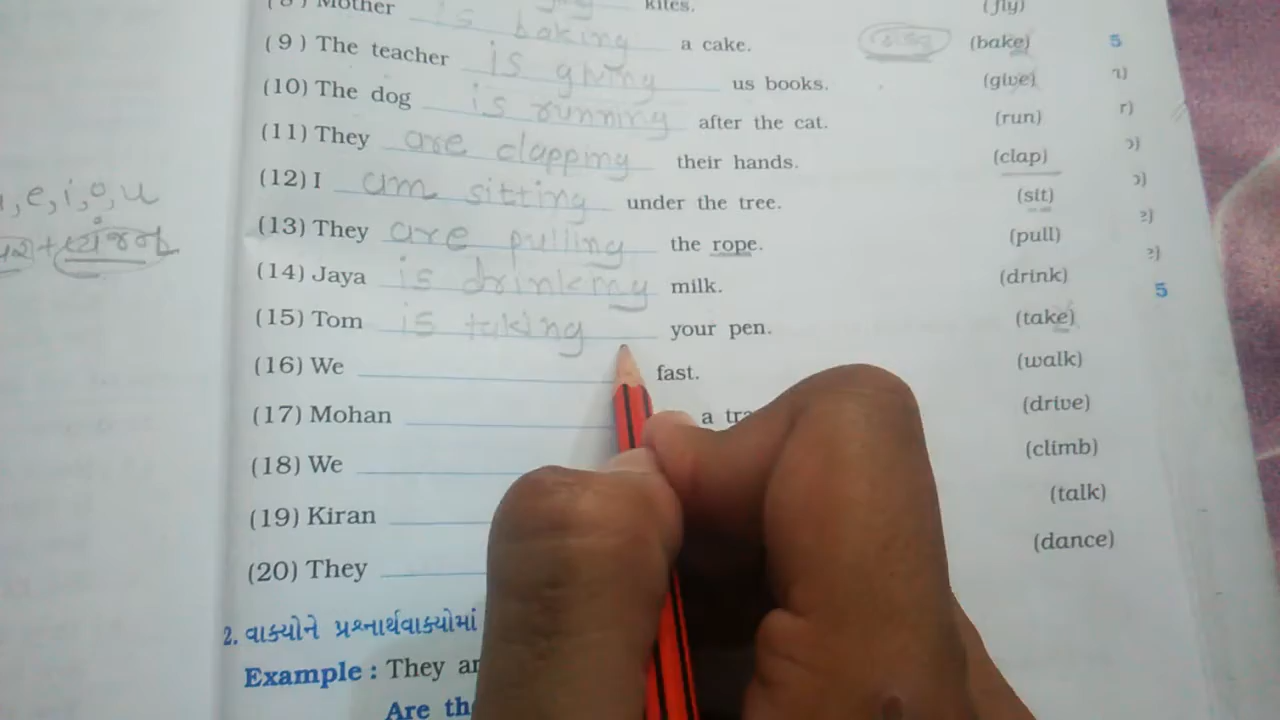 Mother is baking kites. (fly)
(9) The teacher is giving a cake. (bake) 5
(10) The dog is running us books. (give)
(11) They are clapping after the cat. (run)
(12) I am sitting their hands. (clap)
(13) They are pulling under the tree. (sit)
(14) Jaya is drinking the rope. (pull)
(15) Tom is taking milk. (drink) 5
(16) We your pen. (take)
(17) Mohan fast. (walk)
(18) We a (drive)
(19) Kiran (climb)
(20) They (talk)
(dance)
e, i, o, u
2. વાક્યોને પ્રશ્નાર્થવાક્યોમાં
Example : They
Are